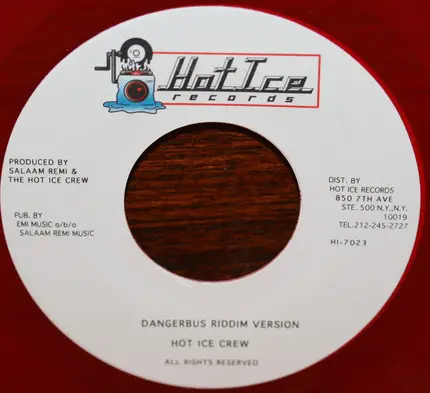 Hot Ice
records
PRODUCED BY
SALAAM REMI &
THE HOT ICE CREW
PUB. BY
EMI MUSIC o/b/o
SALAAM REMI MUSIC
DIST. BY
HOT ICE RECORDS
850 7TH AVE
STE. 500 N.Y.,N.Y.
10019
TEL.212-245-2727
HI-7023
DANGERBUS RIDDIM VERSION
HOT ICE CREW
ALL RIGHTS RESERVED